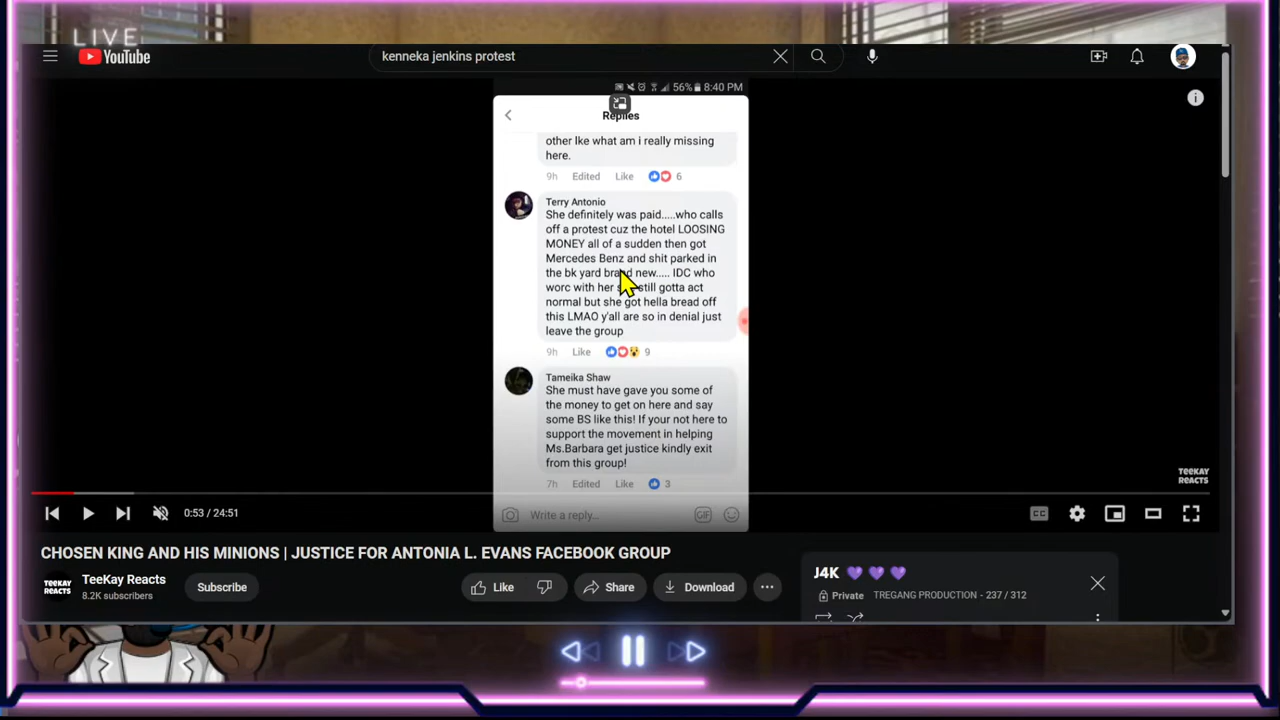 LIVE
YouTube
kenneka jenkins protest
56% 8:40 PM
Replies
other lke what am i really missing
here.
9h Edited Like 6
Terry Antonio
She definitely was paid.....who calls
off a protest cuz the hotel LOOSING
MONEY all of a sudden then got
Mercedes Benz and shit parked in
the bk yard brand new..... IDC who
worc with her still gotta act
normal but she got hella bread off
this LMAO y'all are so in denial just
leave the group
9h Like 9
Tameika Shaw
She must have gave you some of
the money to get on here and say
some BS like this! If your not here to
support the movement in helping
Ms.Barbara get justice kindly exit
from this group!
7h Edited Like 3
Write a reply...
GIF
TEEKAY
REACTS
0:53 / 24:51
CC
CHOSEN KING AND HIS MINIONS | JUSTICE FOR ANTONIA L. EVANS FACEBOOK GROUP
TEEKAY
REACTS
TeeKay Reacts
8.2K subscribers
Subscribe
Like
Share
Download
J4K 💜 💜 💜
Private TREGANG PRODUCTION - 237 / 312